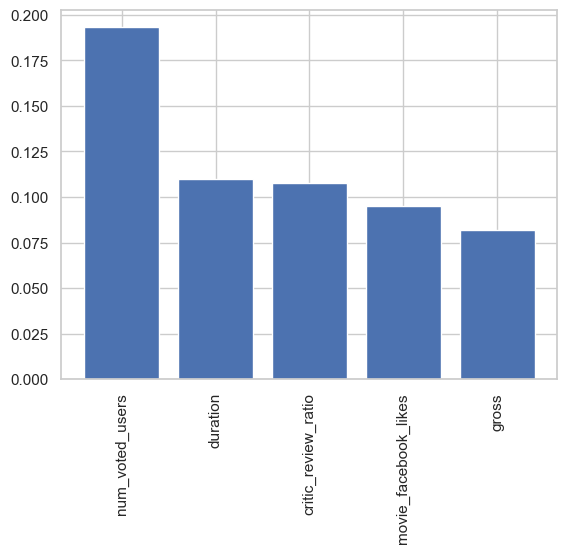 0.200
0.175
0.150
0.125
0.100
0.075
0.050
0.025
0.000
num_voted_users
duration
critic_review_ratio
movie_facebook_likes
gross